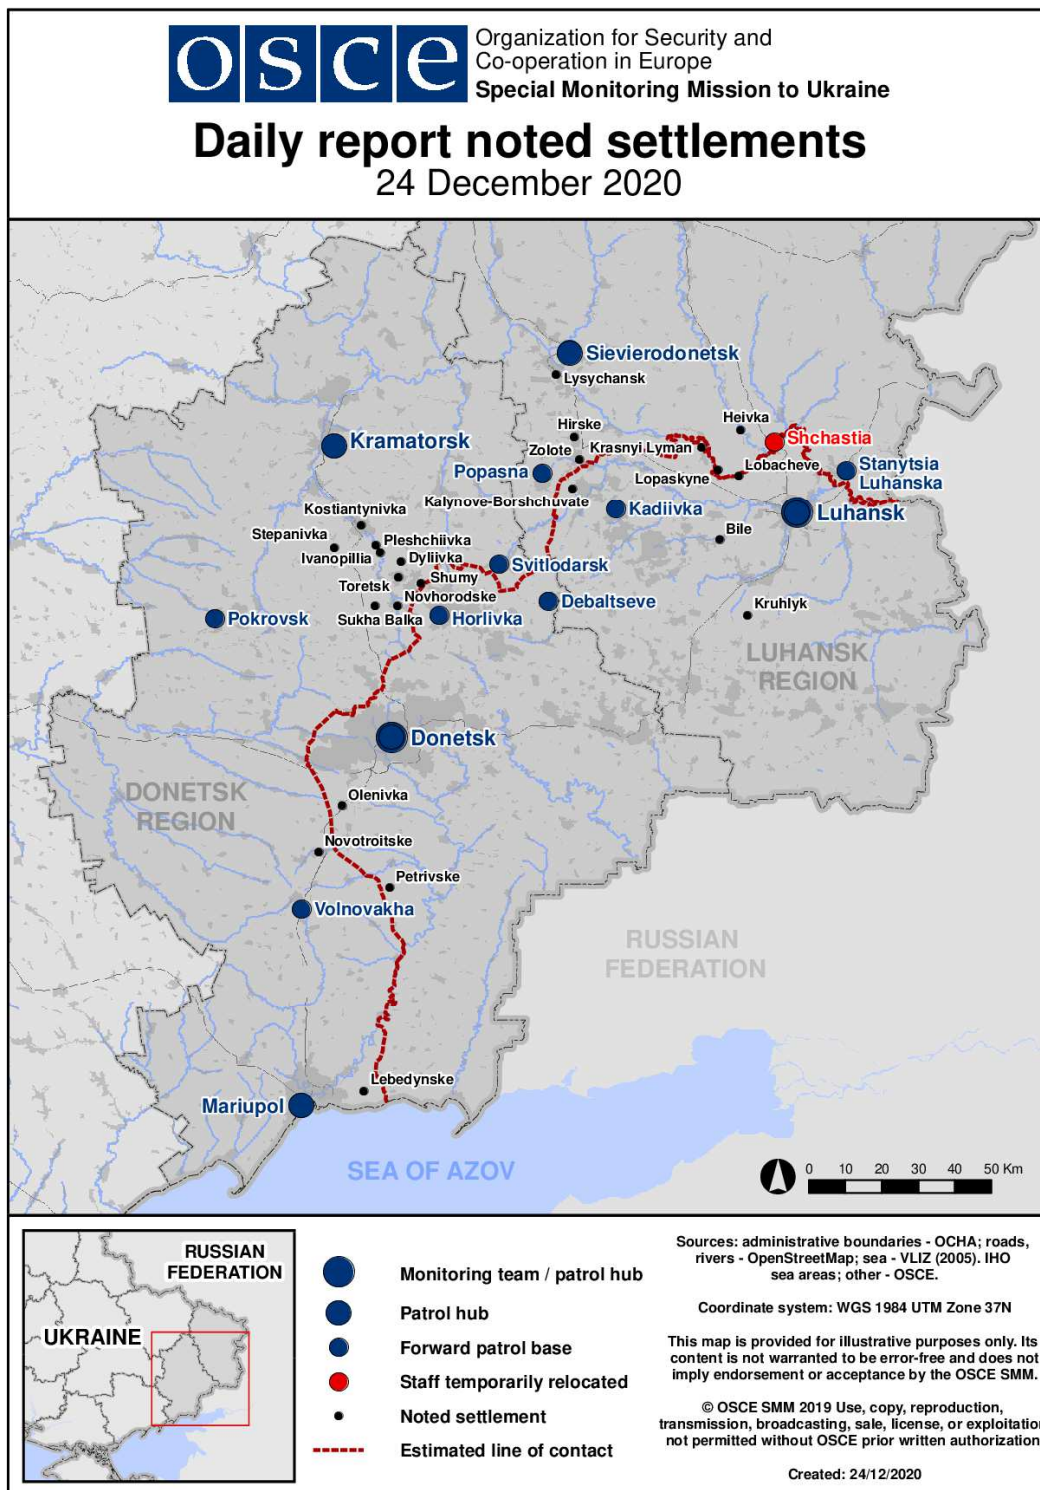 osce
Organization for Security and
Co-operation in Europe
Special Monitoring Mission to Ukraine
Daily report noted settlements
24 December 2020
Sievierodonetsk
Lysychansk
Heivka
Hirske
Shchastia
Kramatorsk
Zolote
Krasnyi Lyman
Popasna
Lobacheve
Stanytsia
Luhanska
Lopaskyne
Kalynove-Borshchuvate
Kadiivka
Luhansk
Kostiantynivka
Stepanivka
Pleshchiivka
Bile
Ivanopillia
Dyliivka
Svitlodarsk
Toretsk
Shumy
Novhorodske
Debaltseve
Kruhlyk
Pokrovsk
Sukha Balka
Horlivka
LUHANSK
REGION
Donetsk
DONETSK
REGION
Olenivka
Novotroitske
Petrivske
Volnovakha
RUSSIAN
FEDERATION
Lebedynske
Mariupol
SEA OF AZOV
0 10 20 30 40 50 Km
RUSSIAN
FEDERATION
UKRAINE
Monitoring team / patrol hub
Patrol hub
Forward patrol base
Staff temporarily relocated
Noted settlement
Estimated line of contact
Sources: administrative boundaries - OCHA; roads,
rivers - OpenStreetMap; sea - VLIZ (2005). IHO
sea areas; other - OSCE.
Coordinate system: WGS 1984 UTM Zone 37N
This map is provided for illustrative purposes only. Its
content is not warranted to be error-free and does not
imply endorsement or acceptance by the OSCE SMM.
© OSCE SMM 2019 Use, copy, reproduction,
transmission, broadcasting, sale, license, or exploitation
not permitted without OSCE prior written authorization
Created: 24/12/2020